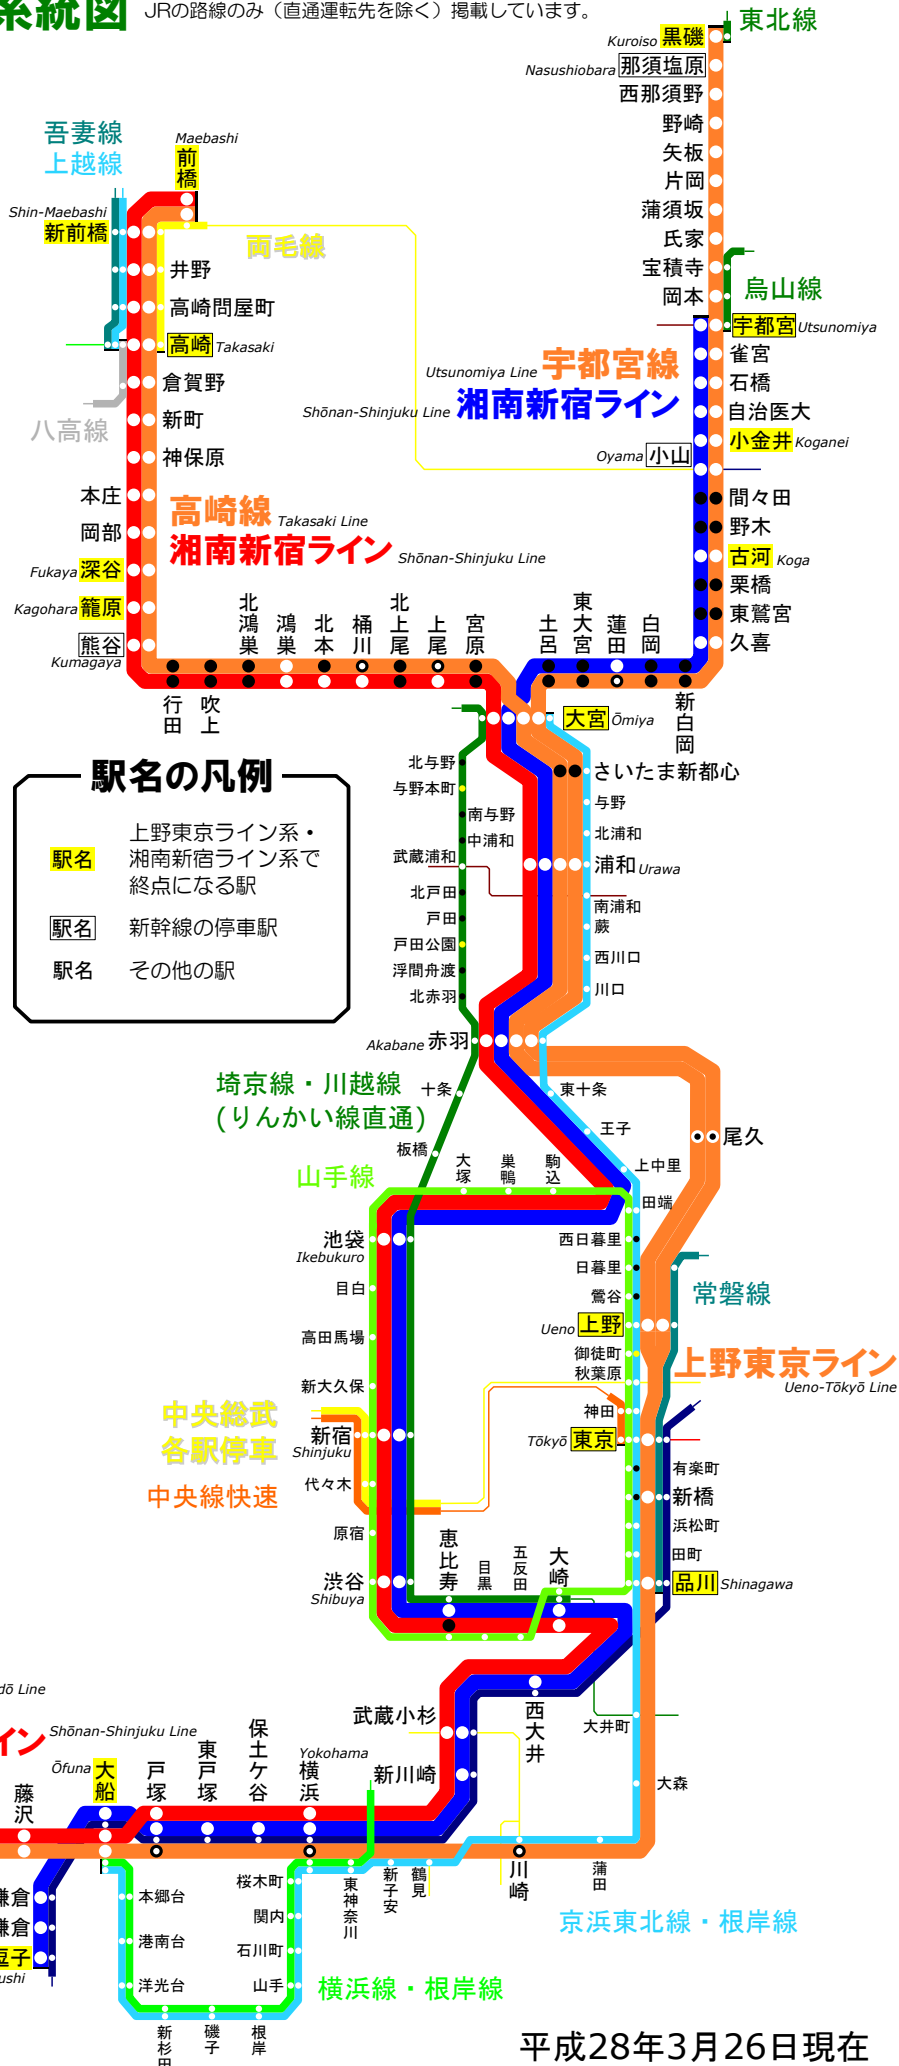 系統図
JRの路線のみ（直通運転先を除く）掲載しています。
東北線
Kuroiso 黒磯
Nasushiobara 那須塩原
西那須野
野崎
矢板
片岡
蒲須坂
氏家
宝積寺
岡本
烏山線
宇都宮 Utsunomiya
雀宮
石橋
自治医大
小金井 Koganei
Oyama 小山
間々田
野木
古河 Koga
栗橋
東鷲宮
久喜
Utsunomiya Line 宇都宮線
Shōnan-Shinjuku Line 湘南新宿ライン
吾妻線
上越線
Maebashi
前橋
Shin-Maebashi
新前橋
両毛線
井野
高崎問屋町
高崎 Takasaki
倉賀野
八高線
新町
神保原
本庄
岡部
高崎線 Takasaki Line
湘南新宿ライン Shōnan-Shinjuku Line
Fukaya 深谷
Kagohara 籠原
熊谷
Kumagaya
北鴻巣
鴻巣
北本
桶川
北上尾
上尾
宮原
土呂
東大宮
蓮田
白岡
行田
吹上
新白岡
大宮 Ōmiya
駅名の凡例
駅名
上野東京ライン系・
湘南新宿ライン系で
終点になる駅
駅名 新幹線の停車駅
駅名 その他の駅
北与野
与野本町
南与野
中浦和
武蔵浦和
北戸田
戸田
戸田公園
浮間舟渡
北赤羽
さいたま新都心
与野
北浦和
浦和 Urawa
南浦和
蕨
西川口
川口
Akabane 赤羽
埼京線・川越線
(りんかい線直通)
十条
板橋
東十条
王子
上中里
尾久
山手線
大塚
巣鴨
駒込
田端
池袋
Ikebukuro
西日暮里
日暮里
鶯谷
常磐線
目白
高田馬場
新大久保
Ueno 上野
御徒町
秋葉原
上野東京ライン
Ueno-Tōkyō Line
中央総武
各駅停車
新宿
Shinjuku
神田
Tōkyō 東京
代々木
中央線快速
有楽町
新橋
浜松町
田町
品川 Shinagawa
原宿
渋谷
Shibuya
恵比寿
目黒
五反田
大崎
dō Line
イン Shōnan-Shinjuku Line
武蔵小杉
西大井
大井町
新川崎
大森
Ōfuna 大船
藤沢
戸塚
東戸塚
保土ケ谷
Yokohama
横浜
川崎
蒲田
鎌倉
鎌倉
逗子
ushi
本郷台
港南台
洋光台
桜木町
関内
石川町
山手
東神奈川
新子安
鶴見
京浜東北線・根岸線
横浜線・根岸線
新杉田
磯子
根岸
平成28年3月26日現在